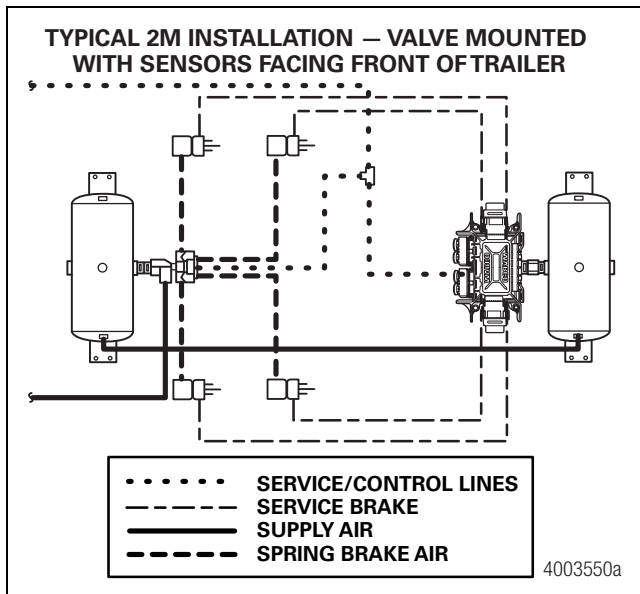 TYPICAL 2M INSTALLATION – VALVE MOUNTED
WITH SENSORS FACING FRONT OF TRAILER
WABCO
SERVICE/CONTROL LINES
SERVICE BRAKE
SUPPLY AIR
SPRING BRAKE AIR
4003550a